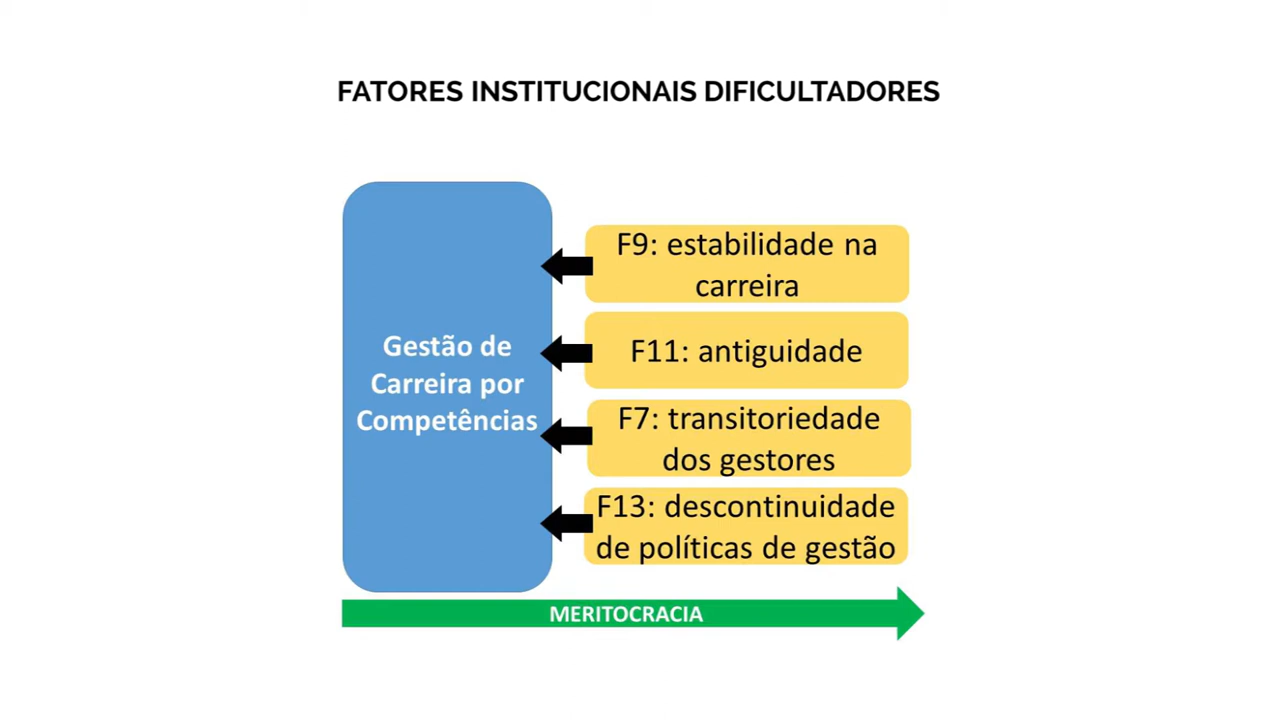 FATORES INSTITUCIONAIS DIFICULTADORES
Gestão de
Carreira por
Competências
F9: estabilidade na
carreira
F11: antiguidade
F7: transitoriedade
dos gestores
F13: descontinuidade
de políticas de gestão
MERITOCRACIA